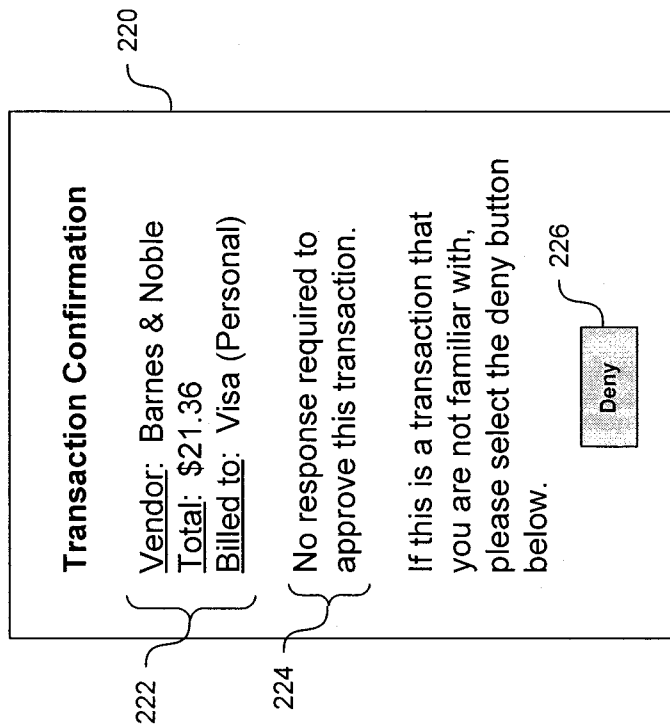 220
Transaction Confirmation
222
Vendor: Barnes & Noble
Total: $21.36
Billed to: Visa (Personal)
224
No response required to
approve this transaction.
If this is a transaction that
you are not familiar with,
please select the deny button
below.
226
Deny